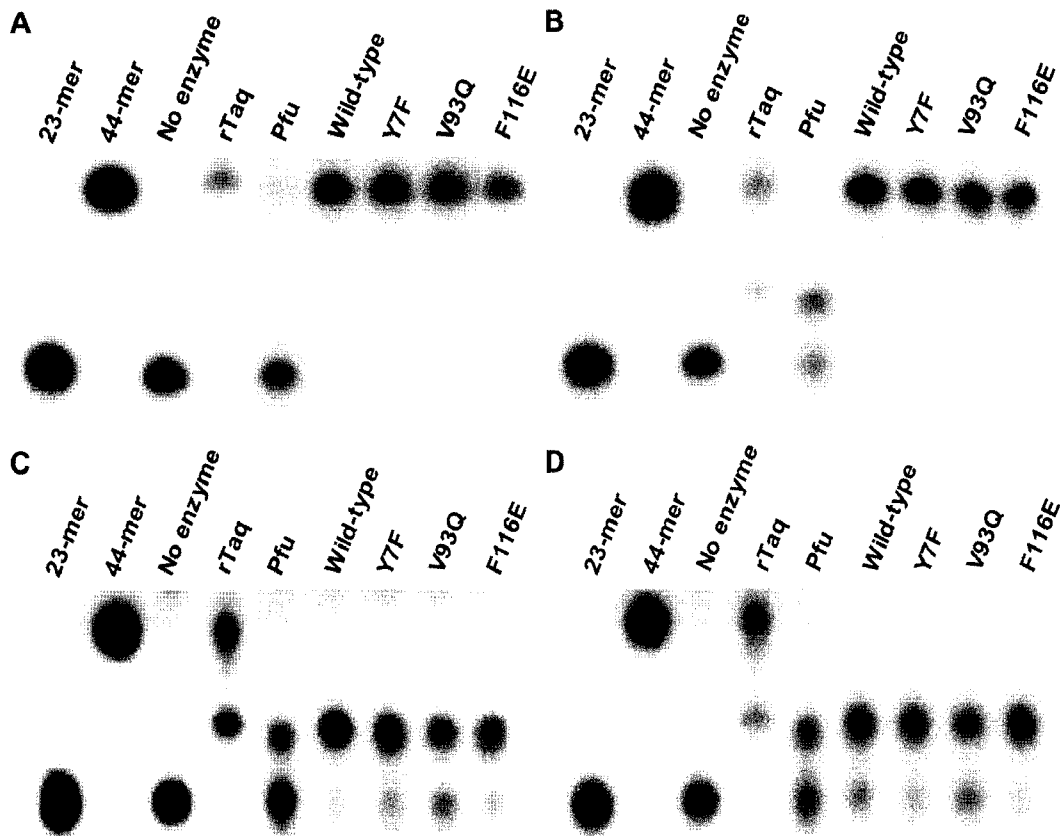 A
23-mer
44-mer
No enzyme
rTaq
Pfu
Wild-type
Y7F
V93Q
F116E
B
23-mer
44-mer
No enzyme
rTaq
Pfu
Wild-type
Y7F
V93Q
F116E
C
23-mer
44-mer
No enzyme
rTaq
Pfu
Wild-type
Y7F
V93Q
F116E
D
23-mer
44-mer
No enzyme
rTaq
Pfu
Wild-type
Y7F
V93Q
F116E